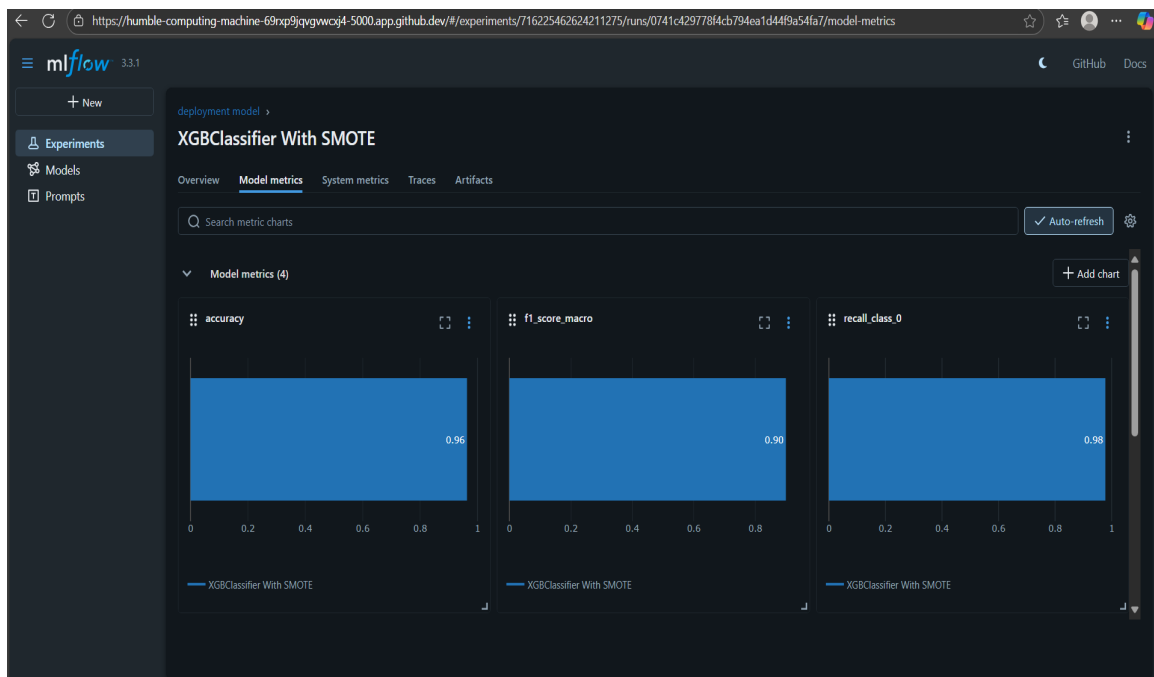 https://humble-computing-machine-69rxp9jqvgvwcxj4-5000.app.github.dev/#/experiments/716225462624211275/runs/0741c429778f4cb794ea1d44f9a54fa7/model-metrics
mlflow 3.3.1
GitHub Docs
+ New
Experiments
Models
Prompts
deployment model >
XGBClassifier With SMOTE
Overview Model metrics System metrics Traces Artifacts
Search metric charts
Auto-refresh
Model metrics (4)
+ Add chart
accuracy
0.96
0 0.2 0.4 0.6 0.8 1
XGBClassifier With SMOTE
f1_score_macro
0.90
0 0.2 0.4 0.6 0.8
XGBClassifier With SMOTE
recall_class_0
0.98
0 0.2 0.4 0.6 0.8 1
XGBClassifier With SMOTE